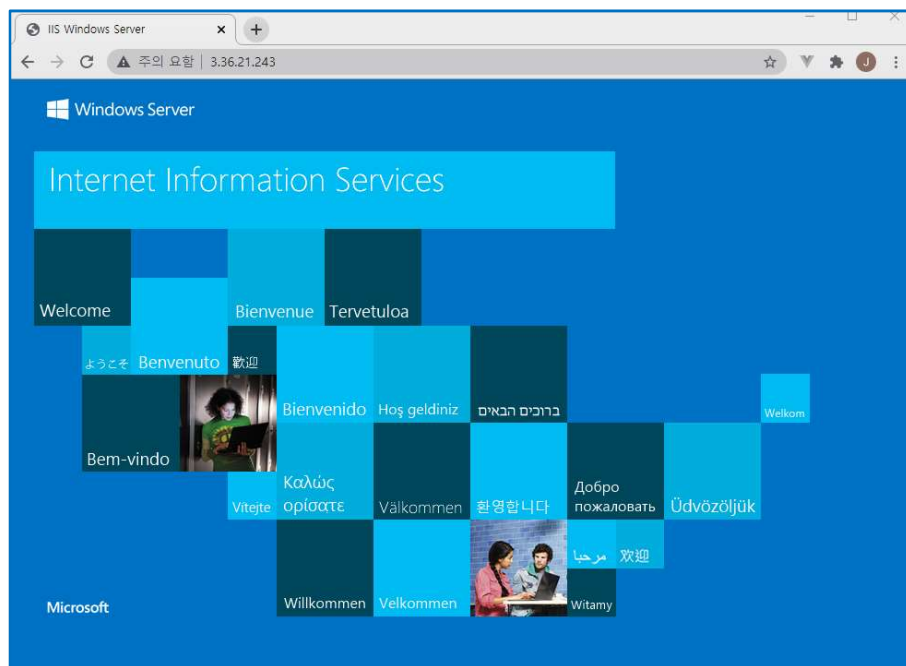 IIS Windows Server
주의 요함 | 3.36.21.243
J
Windows Server
Internet Information Services
Welcome
Bienvenue
Tervetuloa
ようこそ
Benvenuto
歡迎
Bienvenido
Hoş geldiniz
ברוכים הבאים
Welkom
Bem-vindo
Vítejte
Καλώς
ορίσατε
Välkommen
환영합니다
Добро
пожаловать
Üdvözöljük
مرحبا
欢迎
Microsoft
Willkommen
Velkommen
Witamy